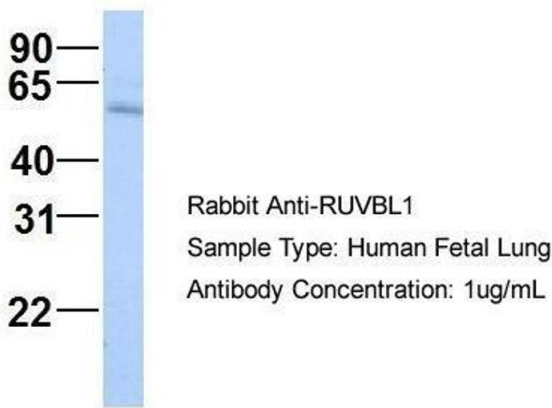 90
65
40
31
22
Rabbit Anti-RUVBL1
Sample Type: Human Fetal Lung
Antibody Concentration: 1ug/mL